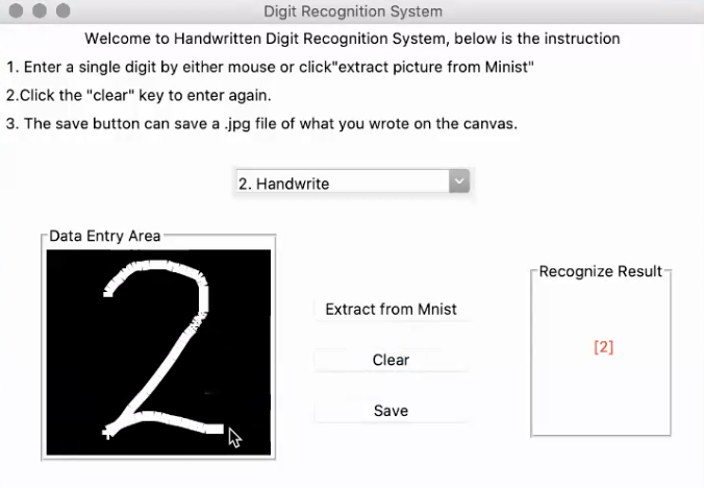 Digit Recognition System
Welcome to Handwritten Digit Recognition System, below is the instruction
1. Enter a single digit by either mouse or click"extract picture from Minist"
2.Click the "clear" key to enter again.
3. The save button can save a .jpg file of what you wrote on the canvas.
2. Handwrite
Data Entry Area
2
Extract from Mnist
Clear
Save
Recognize Result
[2]